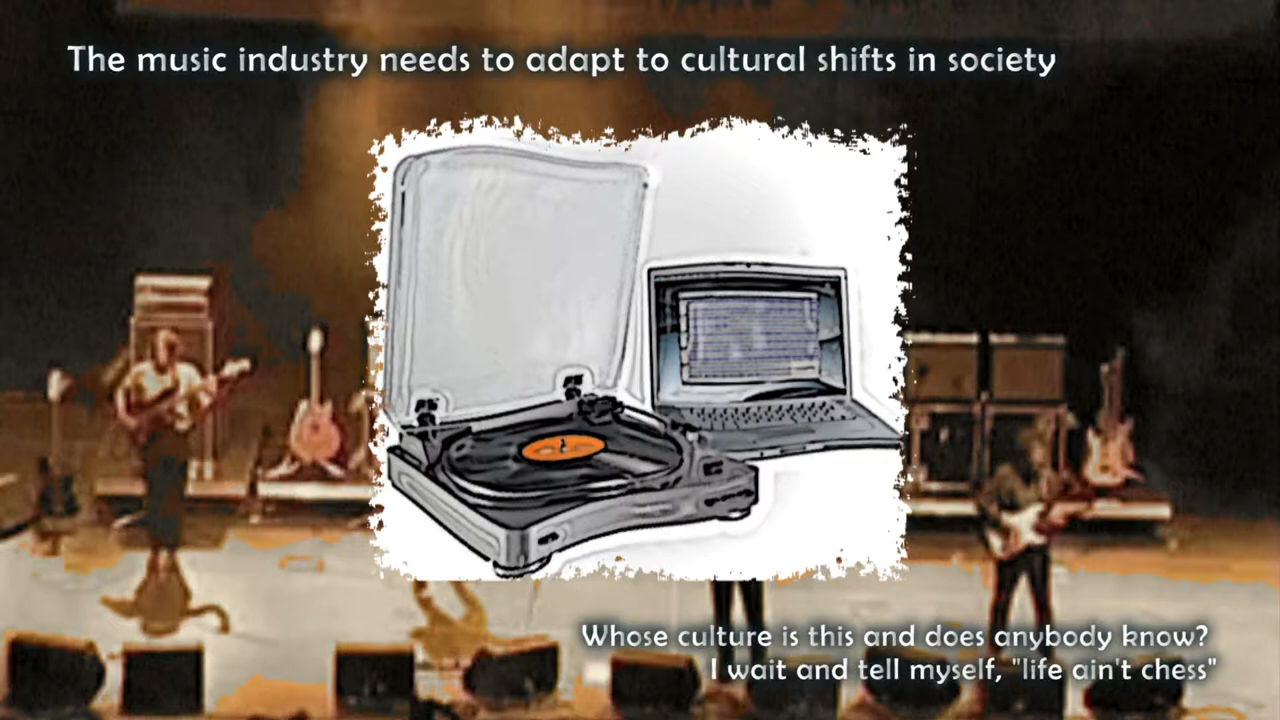 The music industry needs to adapt to cultural shifts in society
Whose culture is this and does anybody know?
I wait and tell myself, "life ain't chess"